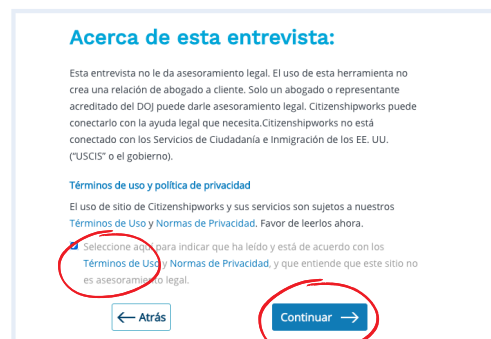 Acerca de esta entrevista:
Esta entrevista no le da asesoramiento legal. El uso de esta herramienta no
crea una relación de abogado a cliente. Solo un abogado o representante
acreditado del DOJ puede darle asesoramiento legal. Citizenshipworks puede
conectarlo con la ayuda legal que necesita.Citizenshipworks no está
conectado con los Servicios de Ciudadanía e Inmigración de los EE. UU.
("USCIS" o el gobierno).
Términos de uso y política de privacidad
El uso de sitio de Citizenshipworks y sus servicios son sujetos a nuestros
Términos de Uso y Normas de Privacidad. Favor de leerlos ahora.
Seleccione aquí para indicar que ha leído y está de acuerdo con los
Términos de Uso y Normas de Privacidad, y que entiende que este sitio no
es asesoramiento legal.
← Atrás
Continuar →